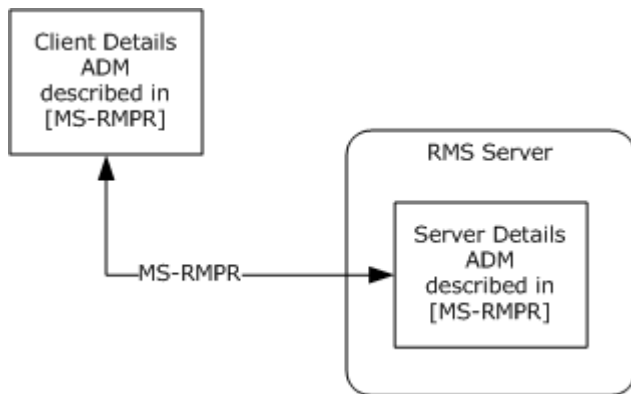 Client Details
ADM
described in
[MS-RMPR]
RMS Server
Server Details
ADM
described in
[MS-RMPR]
MS-RMPR